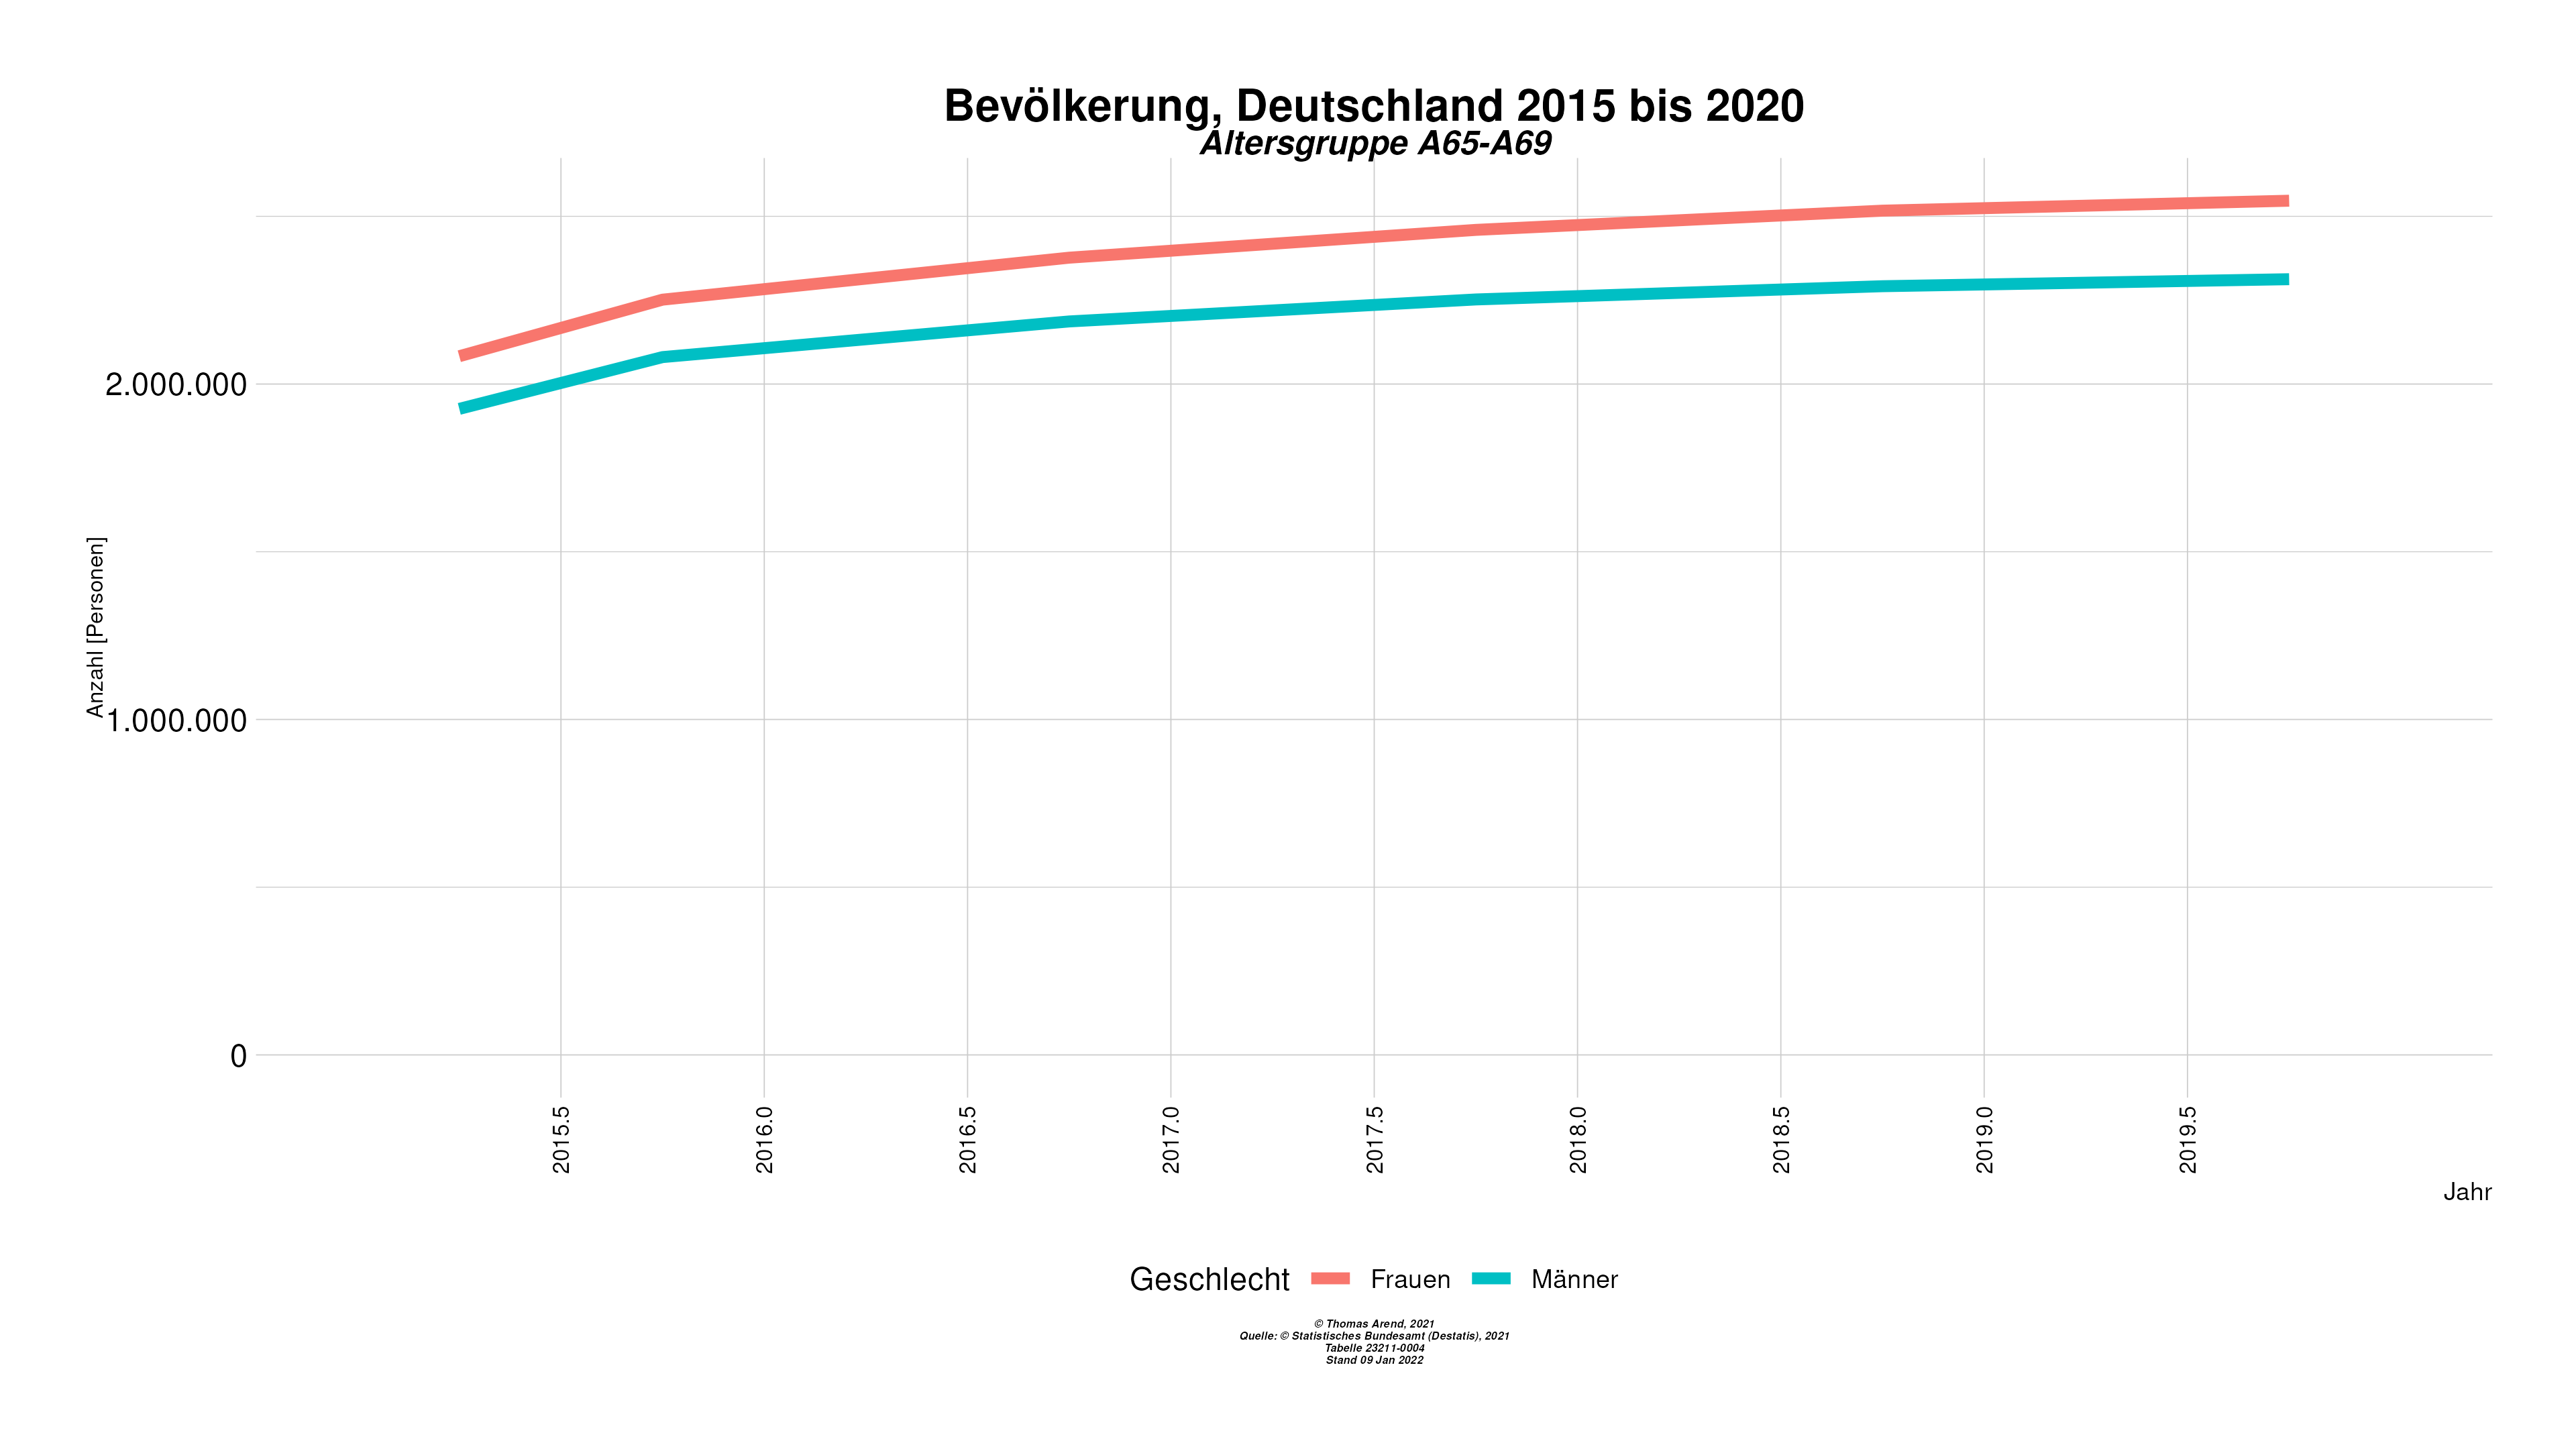 Bevölkerung, Deutschland 2015 bis 2020
Altersgruppe A65-A69
Anzahl [Personen]
2.000.000
1.000.000
0
2015.5
2016.0
2016.5
2017.0
2017.5
2018.0
2018.5
2019.0
2019.5
Jahr
Geschlecht Frauen Männer
© Thomas Arend, 2021
Quelle: © Statistisches Bundesamt (Destatis), 2021
Tabelle 23211-0004
Stand 09 Jan 2022